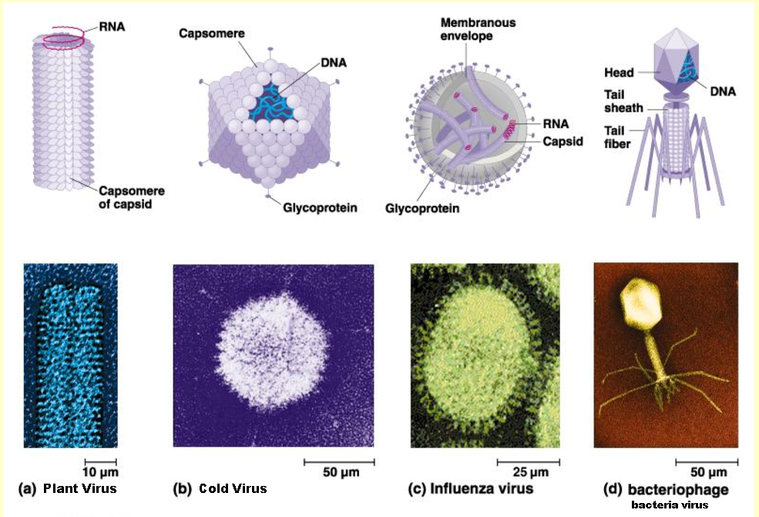 RNA
Capsomere
of capsid
Capsomere
DNA
Glycoprotein
Membranous
envelope
RNA
Capsid
Glycoprotein
Head
DNA
Tail
sheath
Tail
fiber
10 µm
50 µm
25 µm
50 µm
(a) Plant Virus
(b) Cold Virus
(c) Influenza virus
(d) bacteriophage
bacteria virus